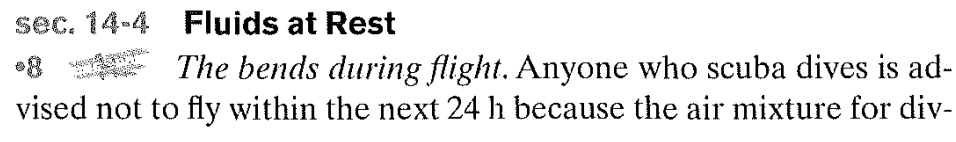 sec. 14-4 Fluids at Rest
•8 The bends during flight. Anyone who scuba dives is ad-
vised not to fly within the next 24 h because the air mixture for div-